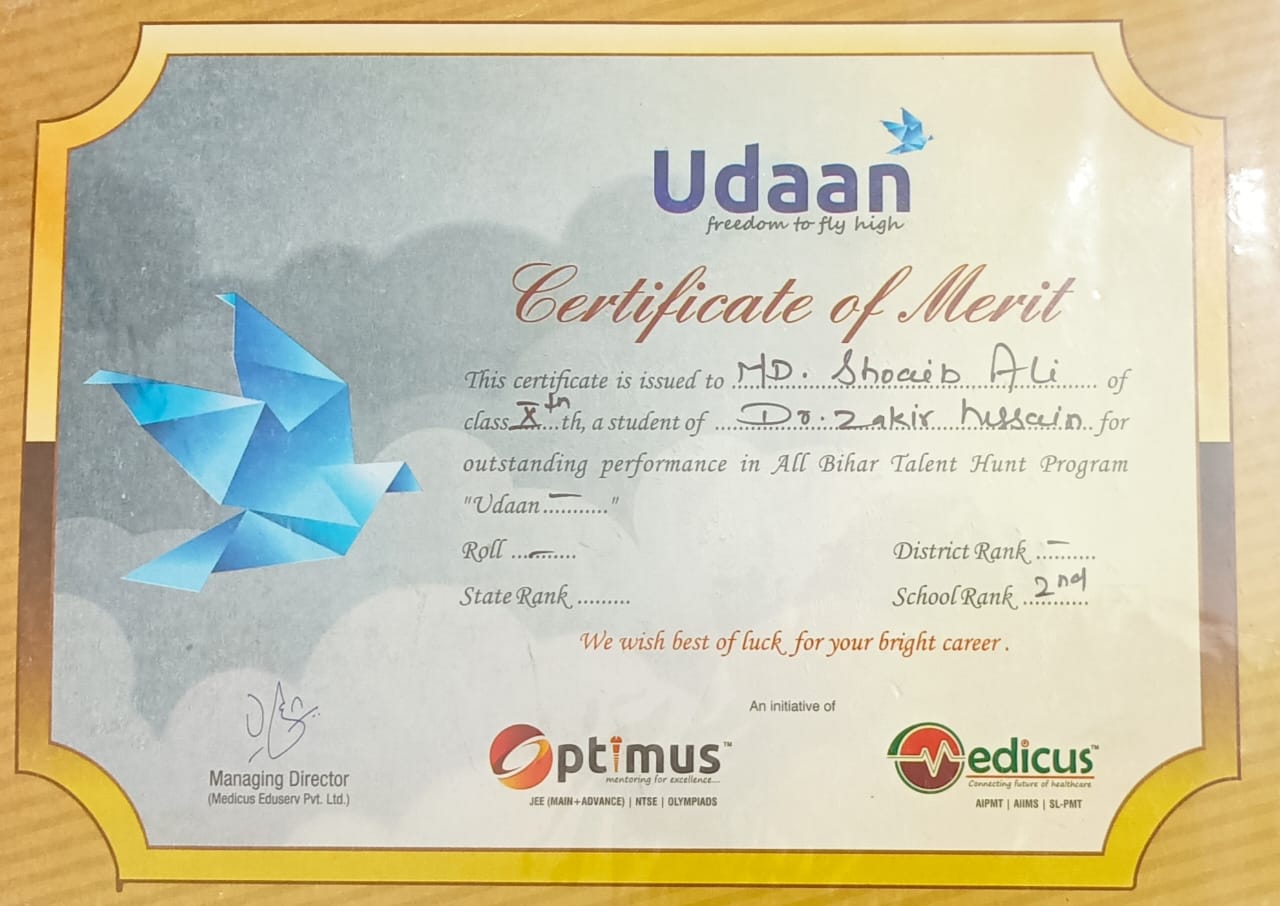 Udaan
freedom to fly high
Certificate of Merit
This certificate is issued to MD. Shoaib Ali of
class Xth th, a student of Dr. Zakir Hussain for
outstanding performance in All Bihar Talent Hunt Program
"Udaan — .........."
Roll ...—.......
District Rank ...—.......
State Rank .........
School Rank 2nd
We wish best of luck for your bright career .
An initiative of
Managing Director
(Medicus Eduserv Pvt. Ltd.)
Optimus™
mentoring for excellence....
JEE (MAIN+ADVANCE) | NTSE | OLYMPIADS
Medicus™
Connecting future of healthcare
AIPMT | AIIMS | SL-PMT